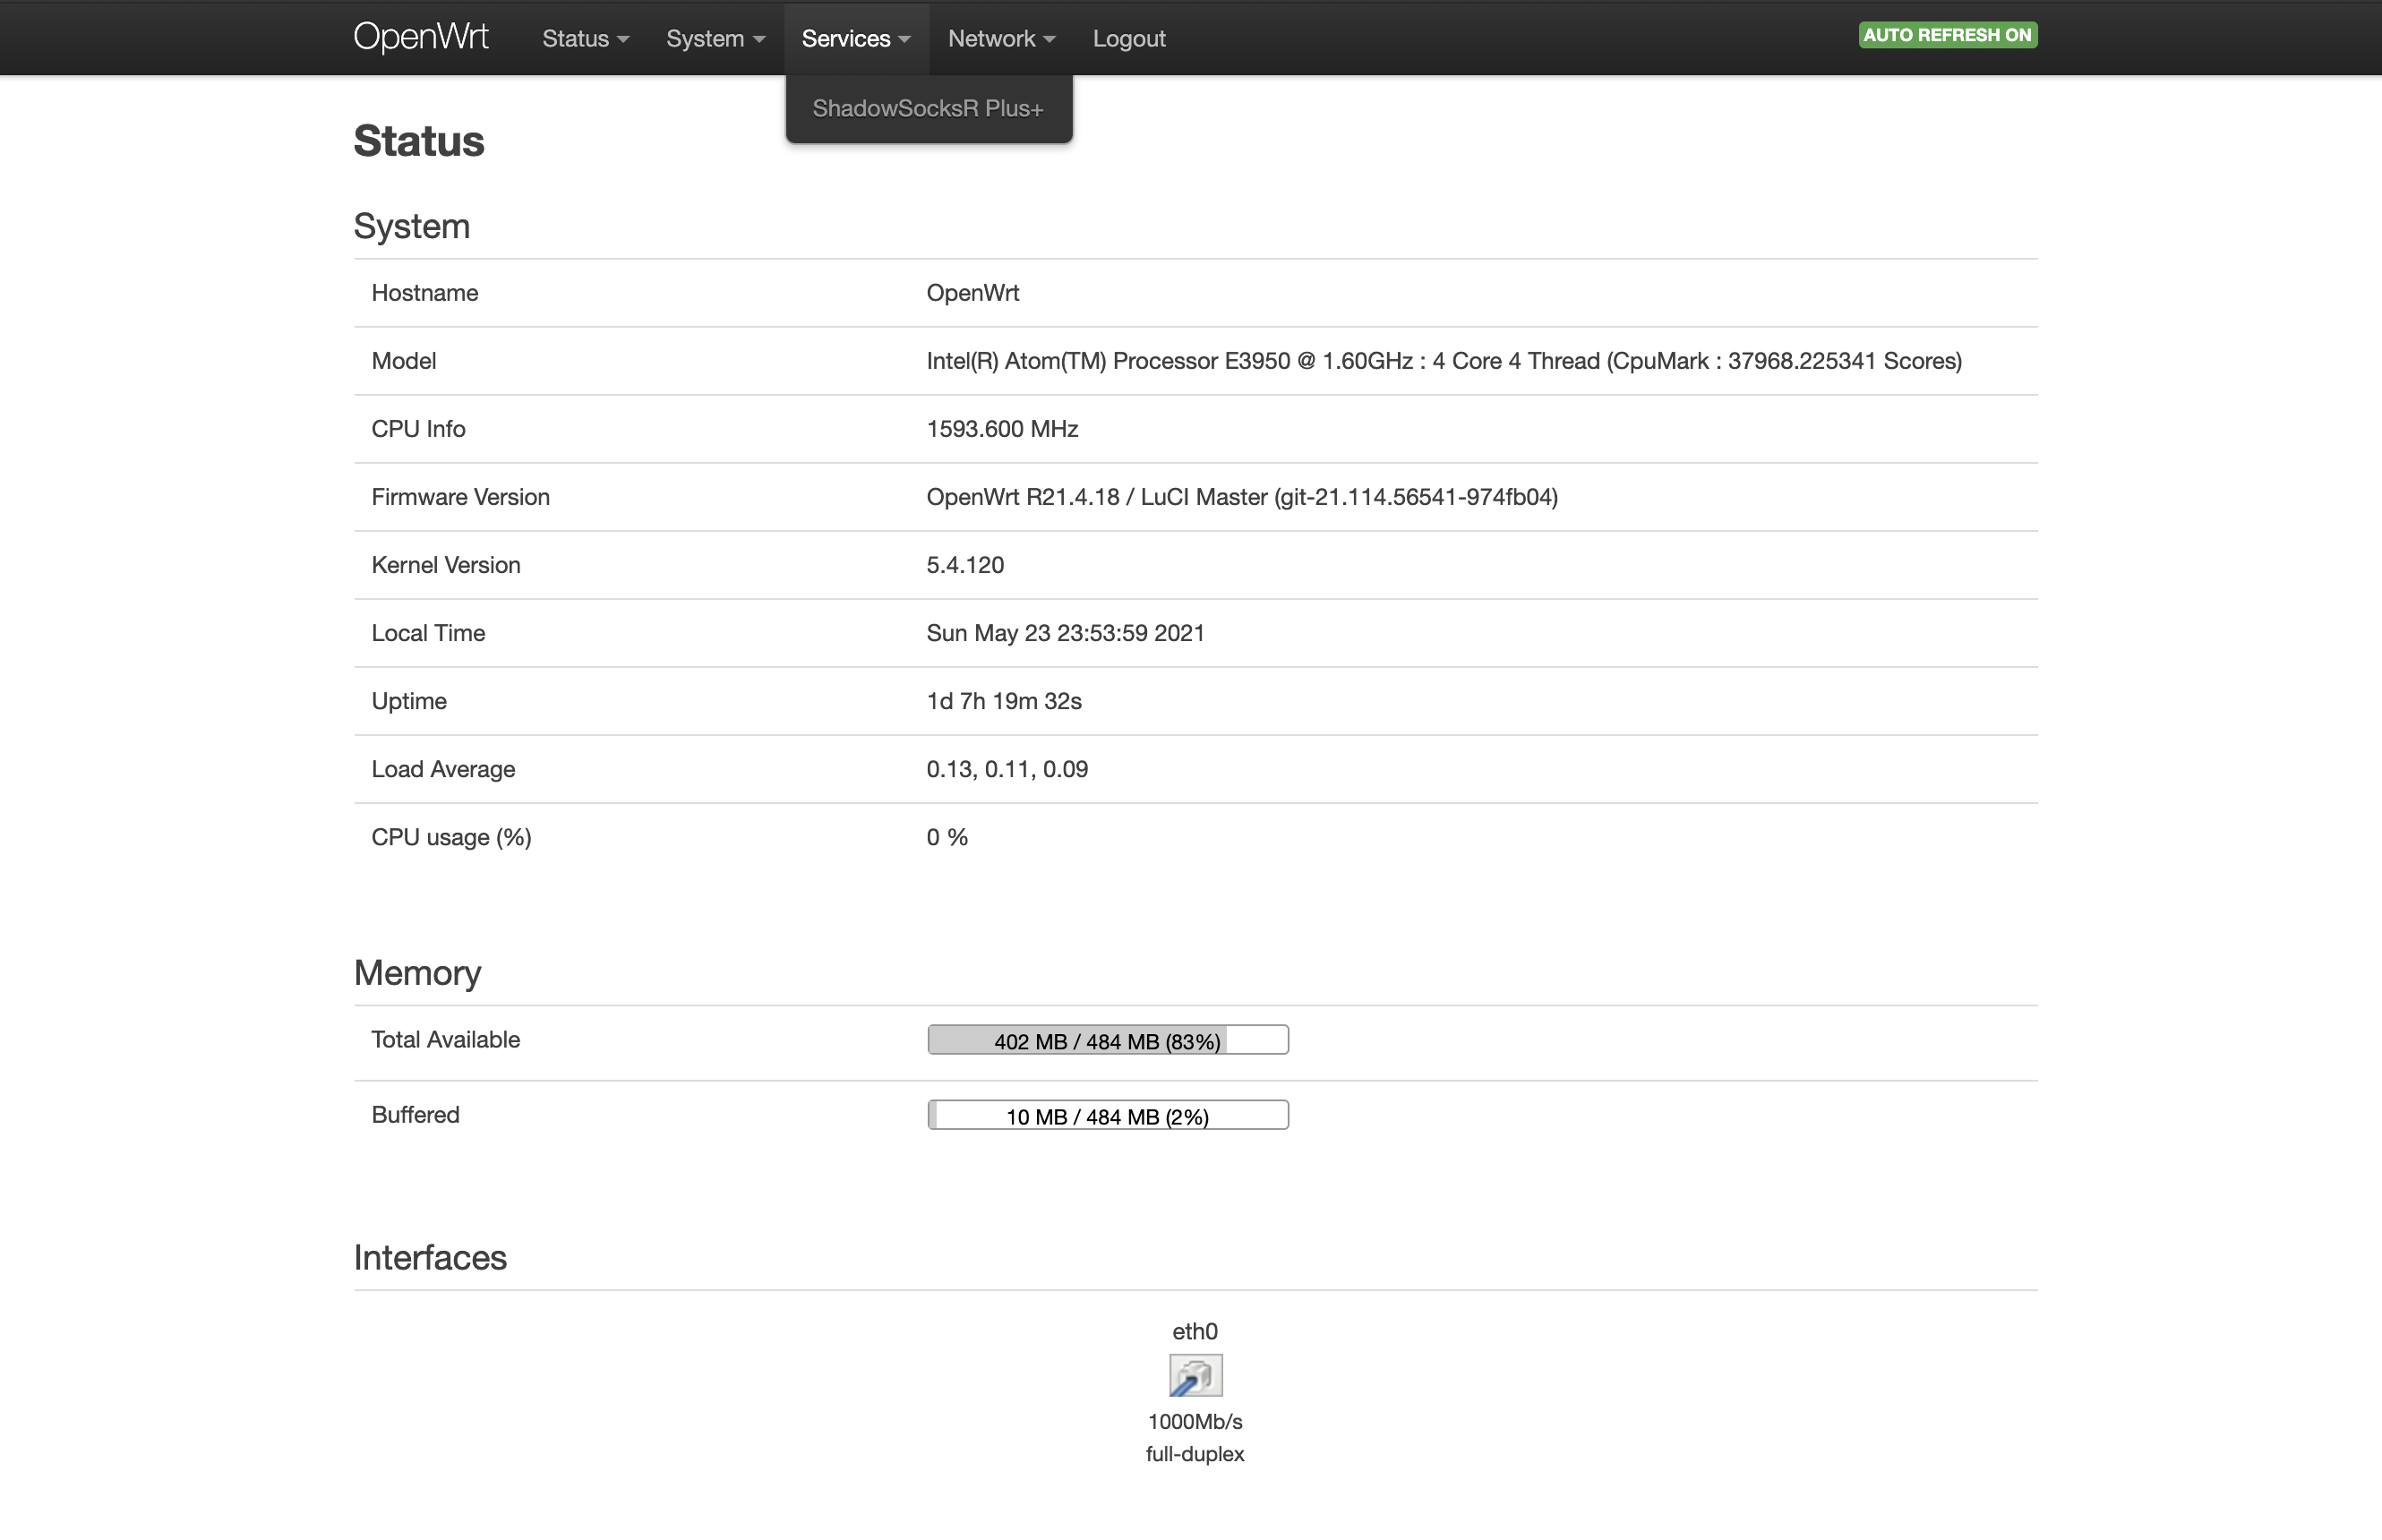 OpenWrt Status System Services Network Logout AUTO REFRESH ON
ShadowSocksR Plus+
Status
System
Hostname OpenWrt
Model Intel(R) Atom(TM) Processor E3950 @ 1.60GHz : 4 Core 4 Thread (CpuMark : 37968.225341 Scores)
CPU Info 1593.600 MHz
Firmware Version OpenWrt R21.4.18 / LuCI Master (git-21.114.56541-974fb04)
Kernel Version 5.4.120
Local Time Sun May 23 23:53:59 2021
Uptime 1d 7h 19m 32s
Load Average 0.13, 0.11, 0.09
CPU usage (%) 0 %
Memory
Total Available 402 MB / 484 MB (83%)
Buffered 10 MB / 484 MB (2%)
Interfaces
eth0
1000Mb/s
full-duplex